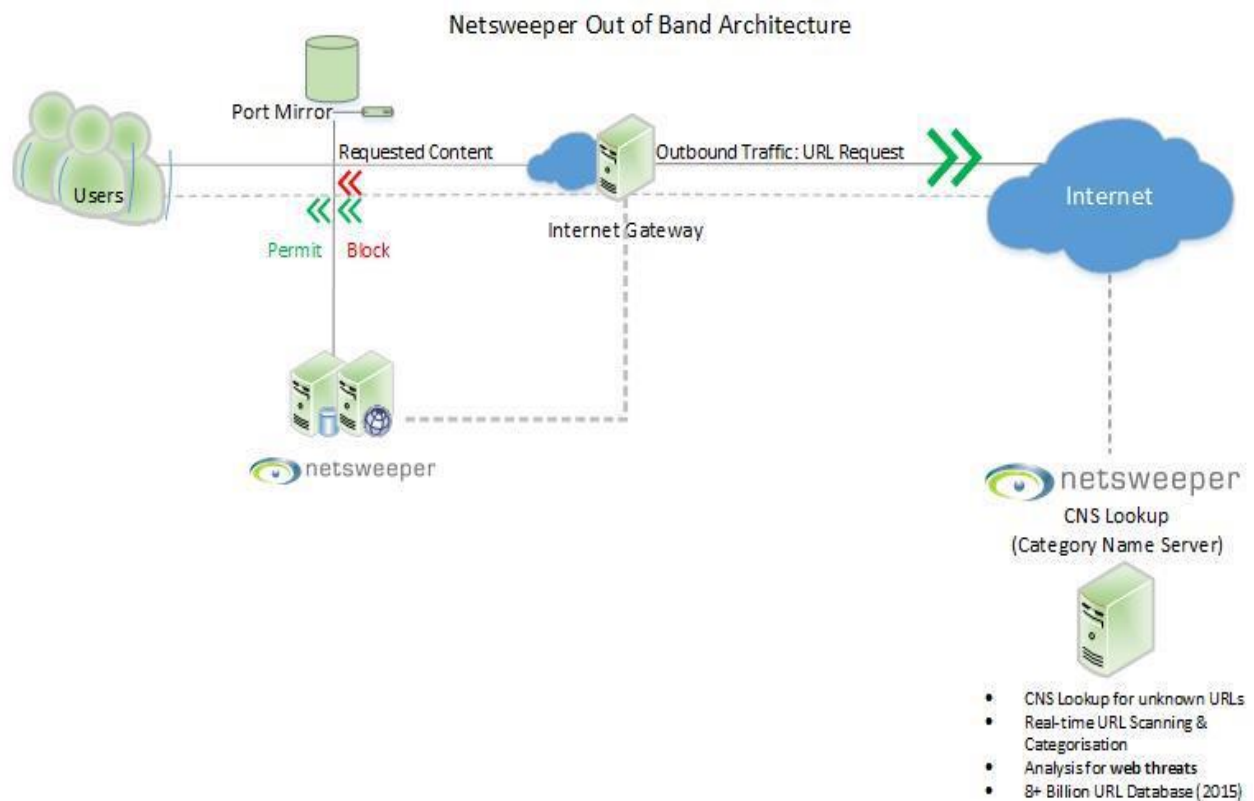 Netsweeper Out of Band Architecture
Port Mirror
Requested Content
Outbound Traffic: URL Request
Users
Internet
Internet Gateway
Permit
Block
netsweeper
netsweeper
CNS Lookup
(Category Name Server)
• CNS Lookup for unknown URLs
• Real-time URL Scanning &
Categorisation
• Analysis for web threats
• 8+ Billion URL Database (2015)